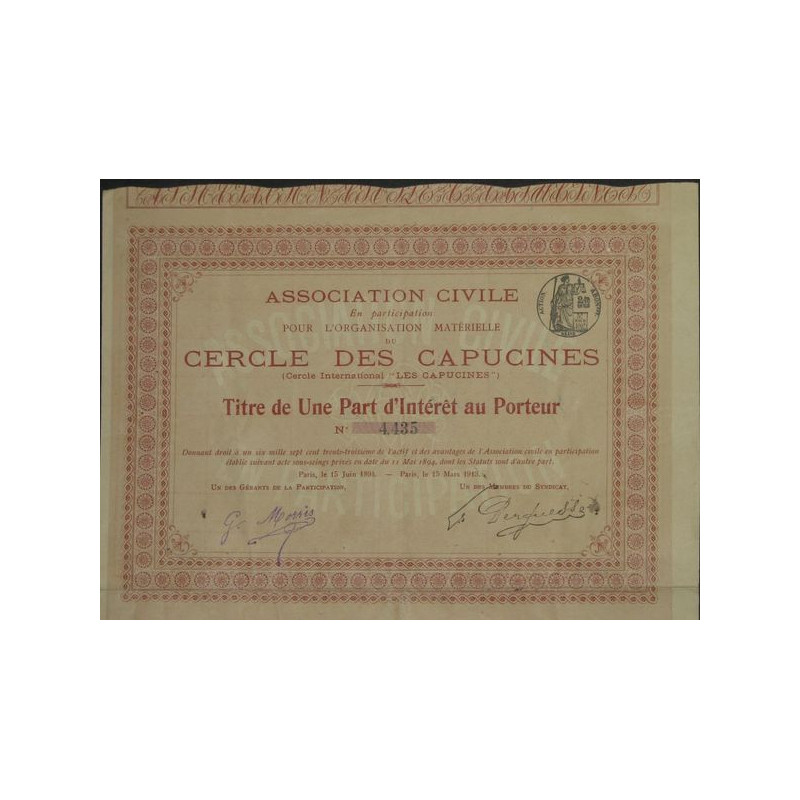 ASSOCIATION CIVILE
En participation
POUR L'ORGANISATION MATÉRIELLE
DU
CERCLE DES CAPUCINES
(Cercle International "LES CAPUCINES")
Titre de Une Part d'Intérêt au Porteur
N° 4,435
Donnant droit à un six mille sept cent trente-troisième de l'actif et des avantages de l'Association civile en participation
établie suivant acte sous-seings privés en date du 11 Mai 1894, dont les Statuts sont d'autre part.
Paris, le 15 Juin 1894. — Paris, le 15 Mars 1913.
UN DES GÉRANTS DE LA PARTICIPATION, UN DES MEMBRES DU SYNDICAT,